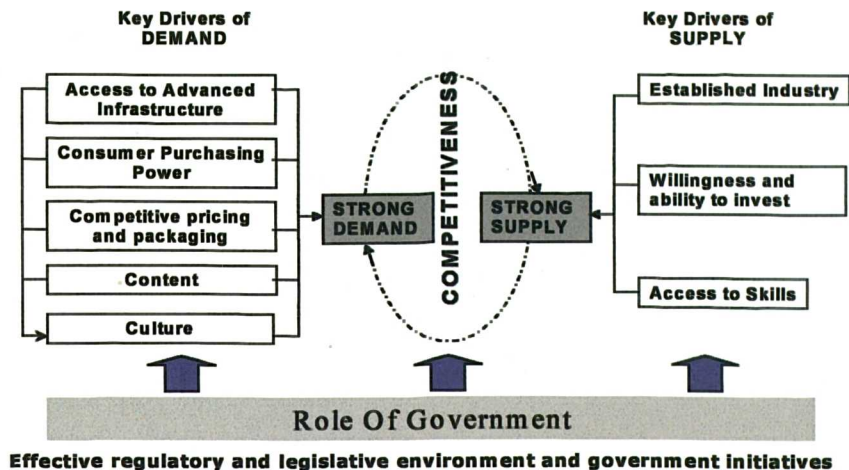 Key Drivers of
DEMAND
Access to Advanced
Infrastructure
Consumer Purchasing
Power
Competitive pricing
and packaging
Content
Culture
STRONG
DEMAND
COMPETITIVENESS
STRONG
SUPPLY
Key Drivers of
SUPPLY
Established Industry
Willingness and
ability to invest
Access to Skills
Role Of Government
Effective regulatory and legislative environment and government initiatives